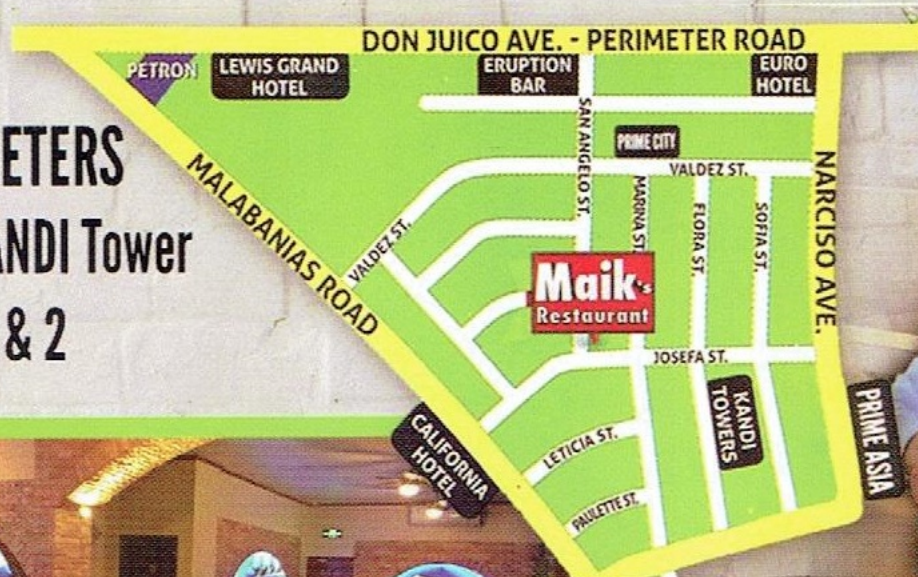 DON JUICO AVE. - PERIMETER ROAD
PETRON
LEWIS GRAND
HOTEL
ERUPTION
BAR
EURO
HOTEL
SAN ANGELO ST.
PRIME CITY
VALDEZ ST.
ETERS
ANDI Tower
& 2
MALABANIAS ROAD
VALDEZ ST.
MARINA ST.
FLORA ST.
SOFIA ST.
NARCISO AVE.
Maik's
Restaurant
JOSEFA ST.
CALIFORNIA
HOTEL
LETICIA ST.
PAULETTE ST.
KANDI
TOWERS
PRIME ASIA